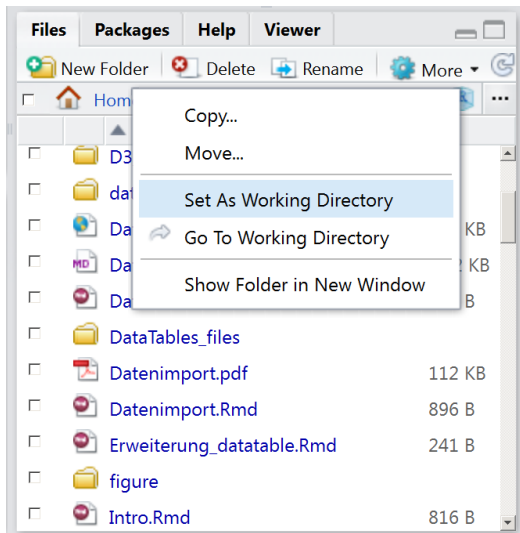 Files Packages Help Viewer
New Folder Delete Rename More
Hom ...
Copy...
Move...
D3
dat
Set As Working Directory
Da KB
Go To Working Directory
MD Da KB
Show Folder in New Window
Da B
DataTables_files
Datenimport.pdf 112 KB
Datenimport.Rmd 896 B
Erweiterung_datatable.Rmd 241 B
figure
Intro.Rmd 816 B